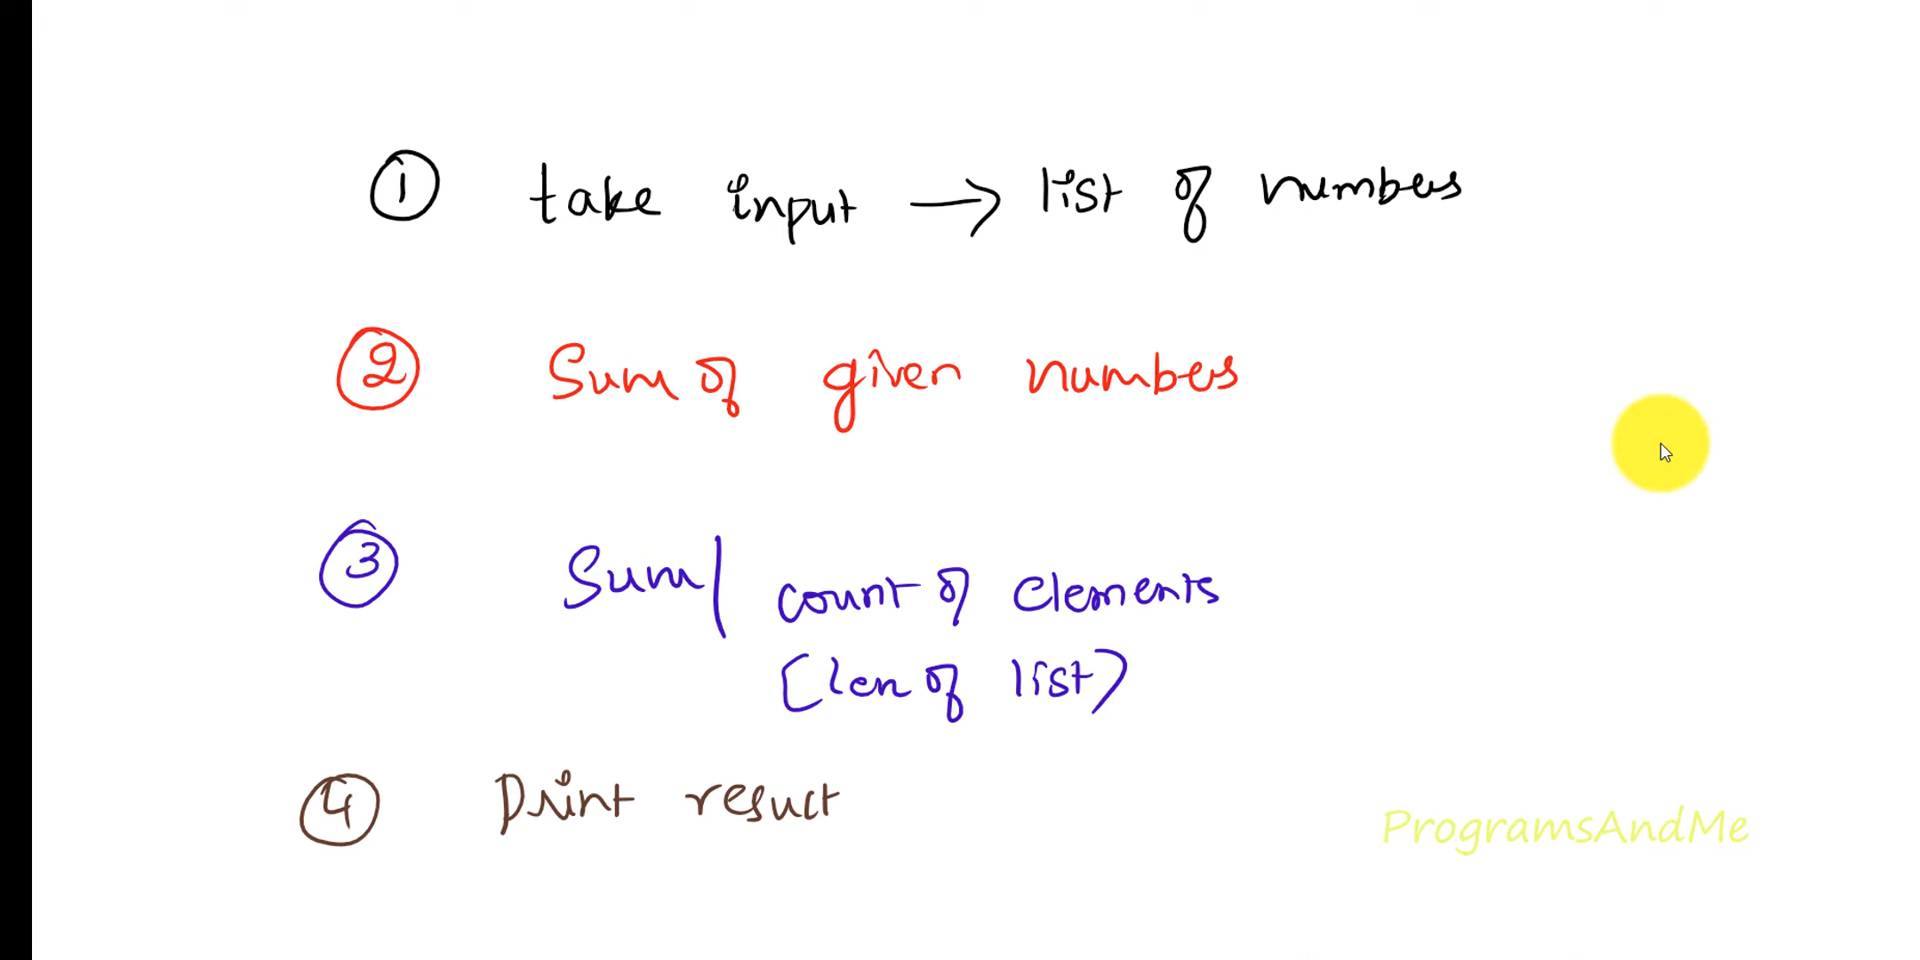 ① take input → list of numbers
② Sum of given numbers
③ Sum / count of elements
(len of list)
④ Print result
ProgramsAndMe